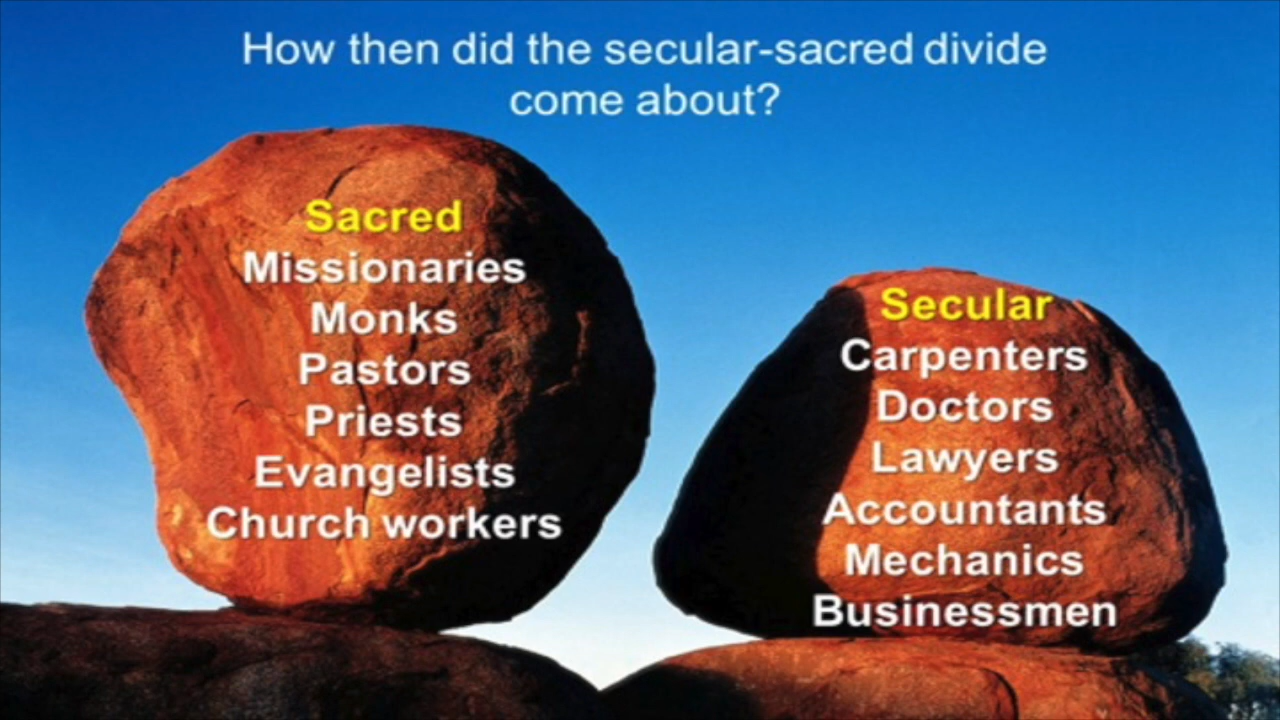 How then did the secular-sacred divide
come about?
Sacred
Missionaries
Monks
Pastors
Priests
Evangelists
Church workers
Secular
Carpenters
Doctors
Lawyers
Accountants
Mechanics
Businessmen